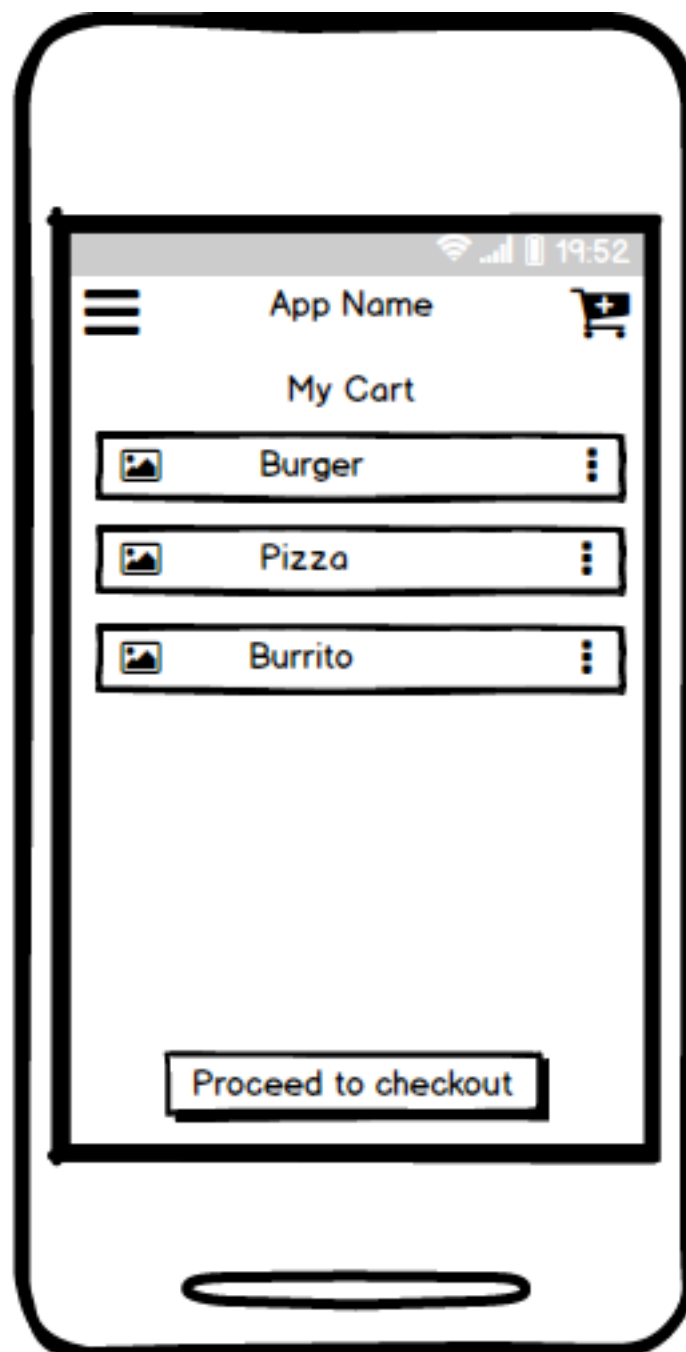 19:52
App Name
My Cart
Burger
Pizza
Burrito
Proceed to checkout